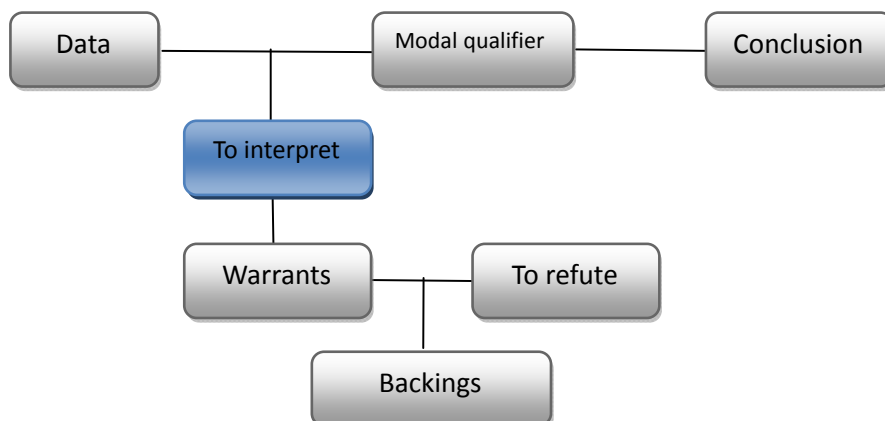 Data
Modal qualifier
Conclusion
To interpret
Warrants
To refute
Backings